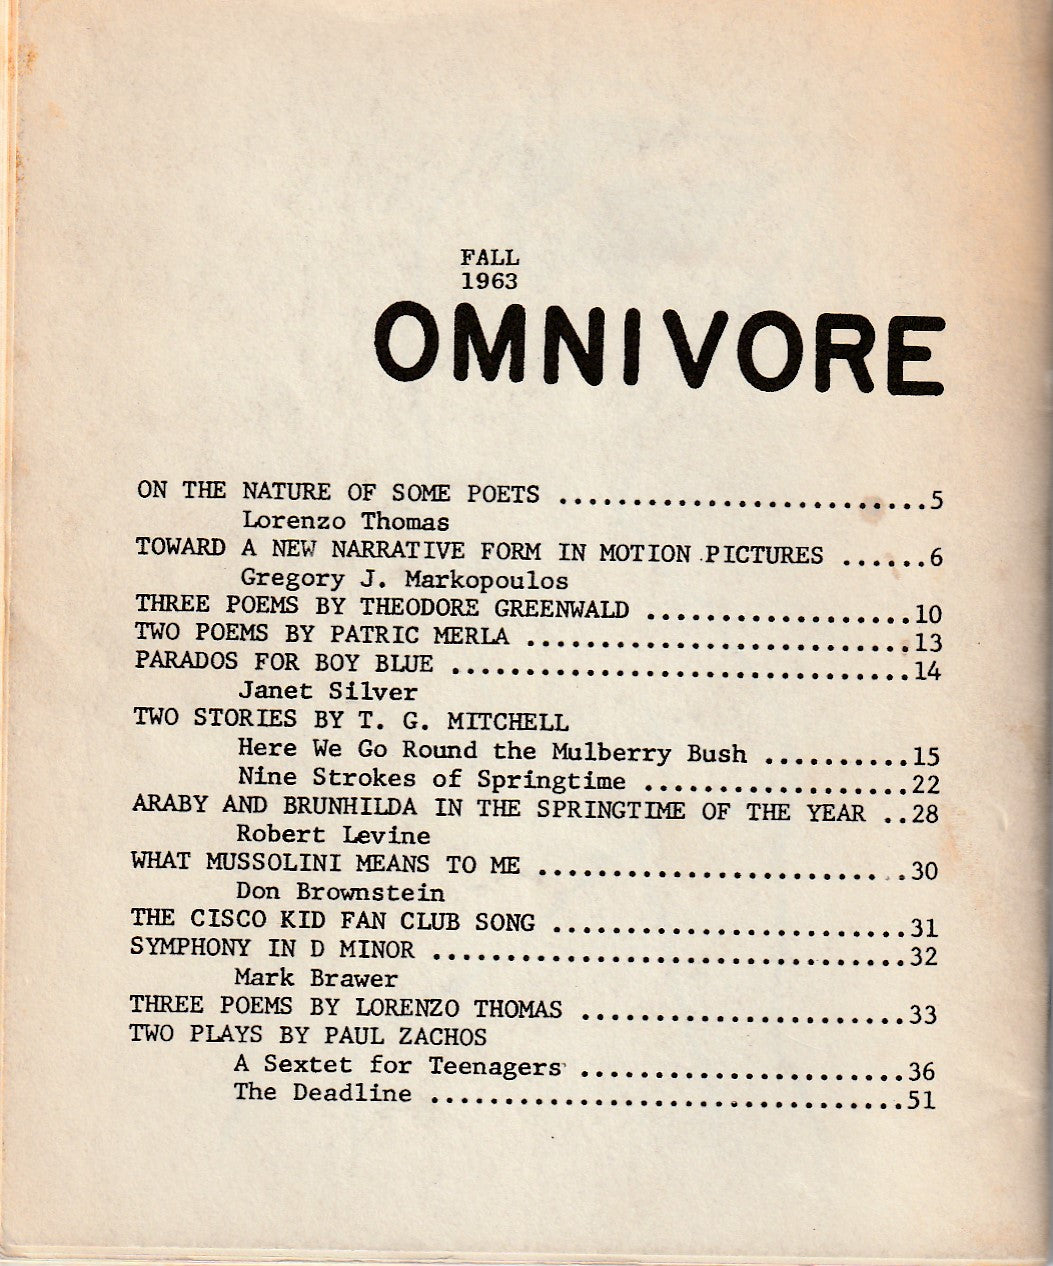 FALL
1963
OMNIVORE
ON THE NATURE OF SOME POETS .........................5
Lorenzo Thomas
TOWARD A NEW NARRATIVE FORM IN MOTION PICTURES ......6
Gregory J. Markopoulos
THREE POEMS BY THEODORE GREENWALD ..................10
TWO POEMS BY PATRIC MERLA ..........................13
PARADOS FOR BOY BLUE ...............................14
Janet Silver
TWO STORIES BY T. G. MITCHELL
Here We Go Round the Mulberry Bush ..........15
Nine Strokes of Springtime ..................22
ARABY AND BRUNHILDA IN THE SPRINGTIME OF THE YEAR ..28
Robert Levine
WHAT MUSSOLINI MEANS TO ME .........................30
Don Brownstein
THE CISCO KID FAN CLUB SONG ........................31
SYMPHONY IN D MINOR ................................32
Mark Brawer
THREE POEMS BY LORENZO THOMAS ......................33
TWO PLAYS BY PAUL ZACHOS
A Sextet for Teenagers ......................36
The Deadline ................................51